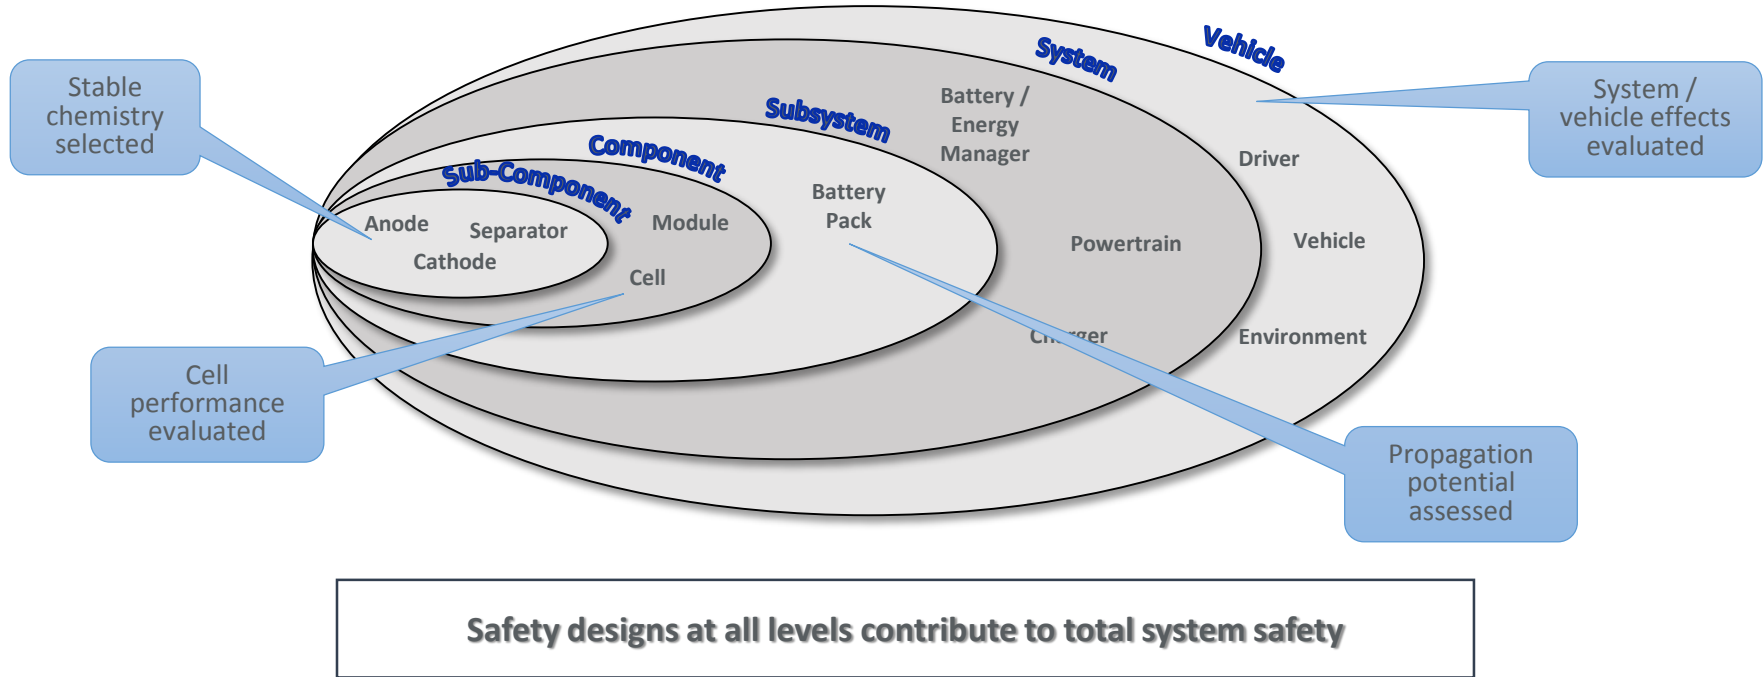 Vehicle
System
Subsystem
Component
Sub-Component
Stable
chemistry
selected
System /
vehicle effects
evaluated
Battery /
Energy
Manager
Driver
Battery
Pack
Anode
Separator
Cathode
Module
Cell
Powertrain
Vehicle
Charger
Environment
Cell
performance
evaluated
Propagation
potential
assessed
Safety designs at all levels contribute to total system safety